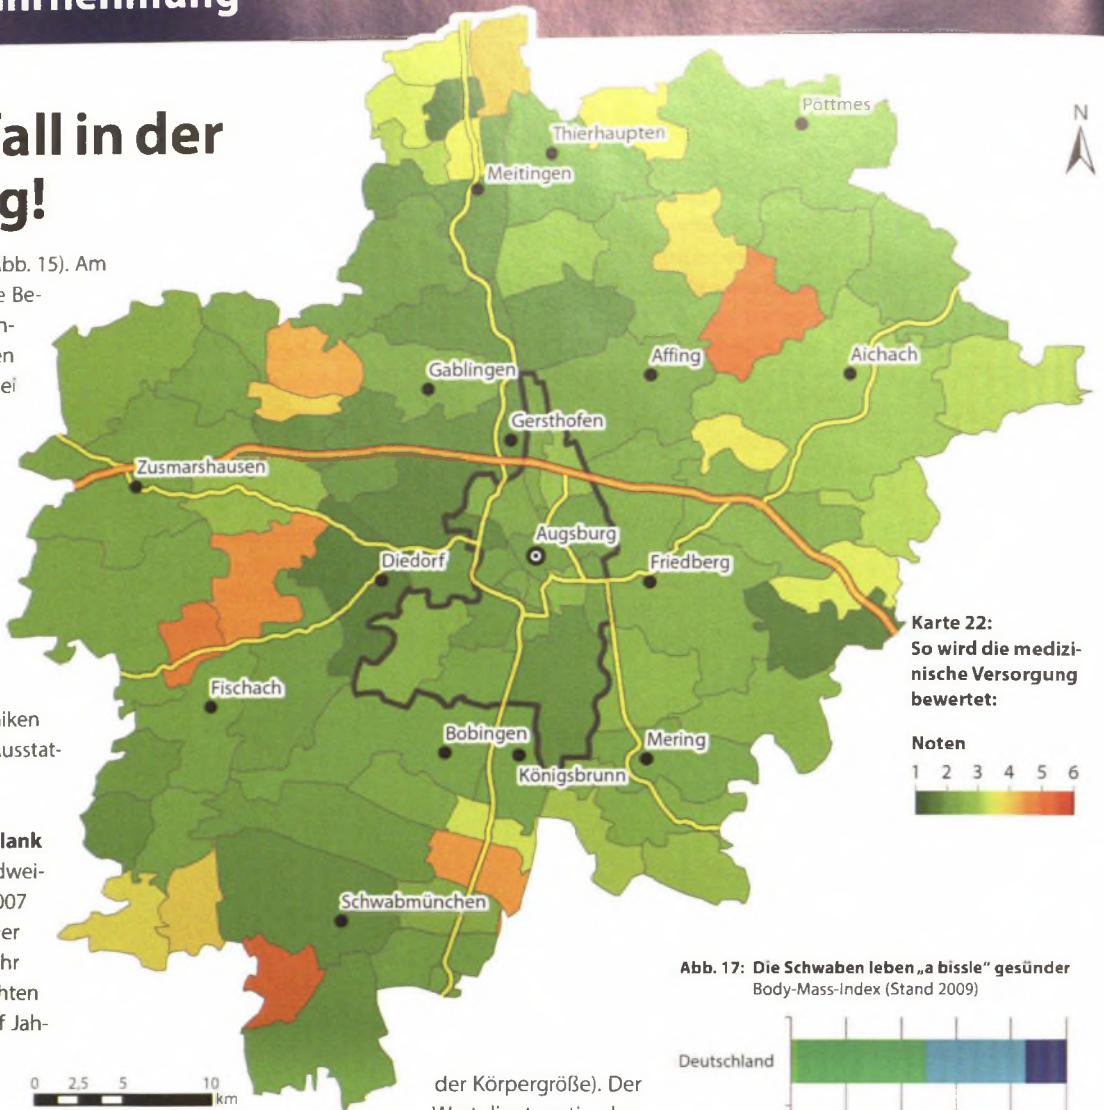 all in der
g!
bb. 15). Am
e Be-
n-
en
ei
iken
usstat-
lank
dwei-
007
er
hr
hten
f Jah-
Pöttmes
Thierhaupten
Meitingen
Affing
Aichach
Gablingen
Gersthofen
Zusmarshausen
Augsburg
Diedorf
Friedberg
Fischach
Bobingen
Mering
Königsbrunn
Schwabmünchen
N
Karte 22:
So wird die medizi-
nische Versorgung
bewertet:
Noten
1 2 3 4 5 6
0 2,5 5 10
km
der Körpergröße). Der
Abb. 17: Die Schwaben leben „a bissle" gesünder
Body-Mass-Index (Stand 2009)
Deutschland